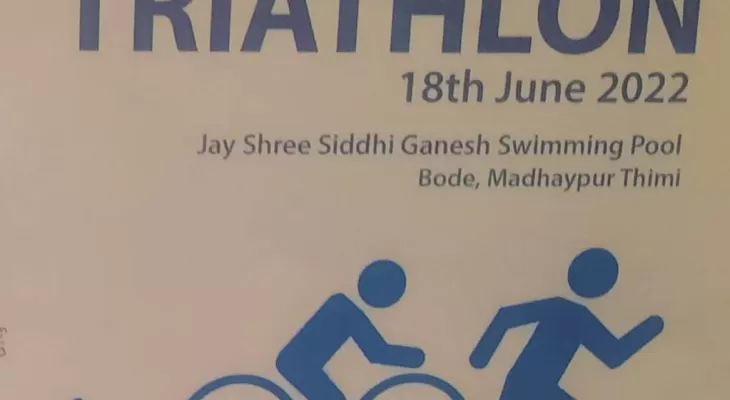 TRIATHLON
18th June 2022
Jay Shree Siddhi Ganesh Swimming Pool
Bode, Madhaypur Thimi